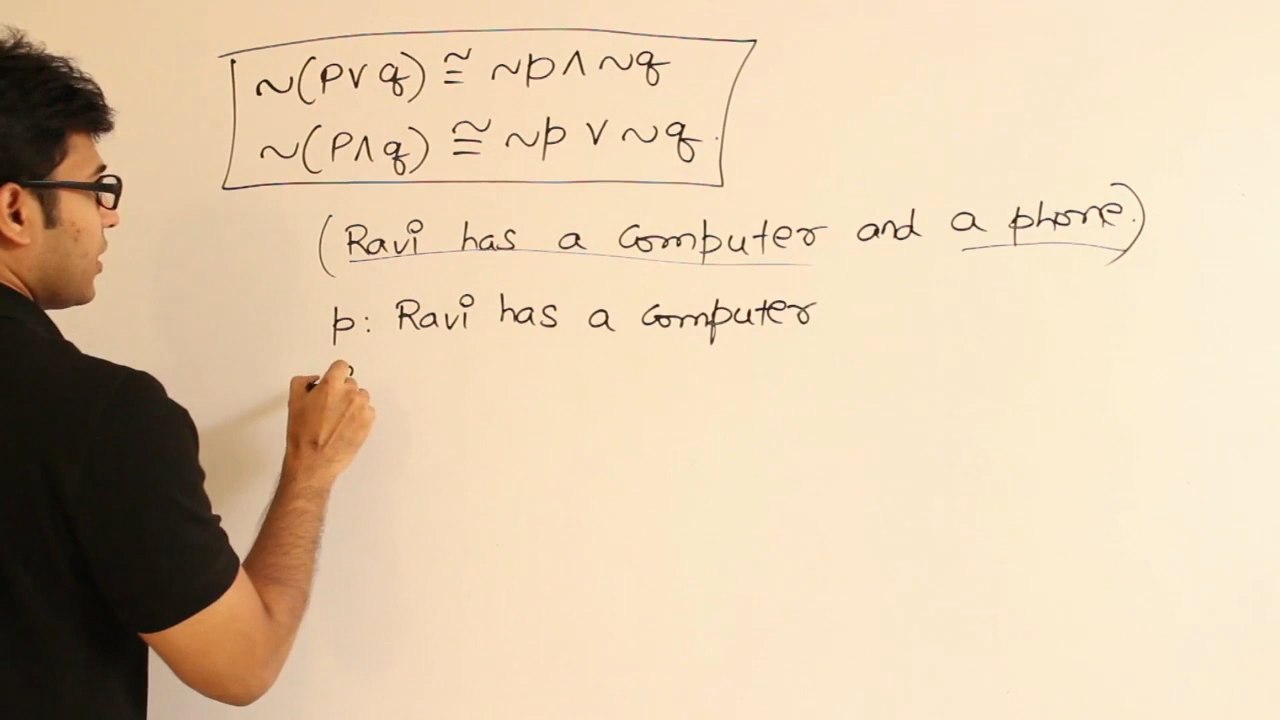 ~(p∨q) ≅ ~p∧~q
~(p∧q) ≅ ~p ∨ ~q.
(Ravi has a computer and a phone.)
p: Ravi has a computer